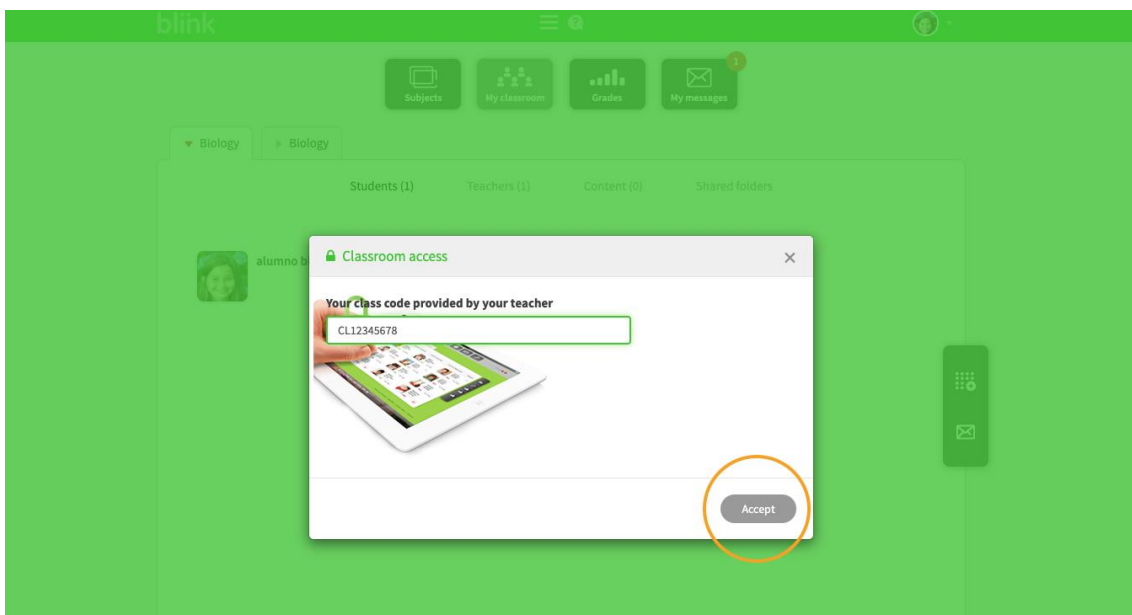 blink
1
Subjects
My classroom
Grades
My messages
Biology
Biology
Students (1)
Teachers (1)
Content (0)
Shared folders
alumno b
Classroom access
Your class code provided by your teacher
CL12345678
Accept